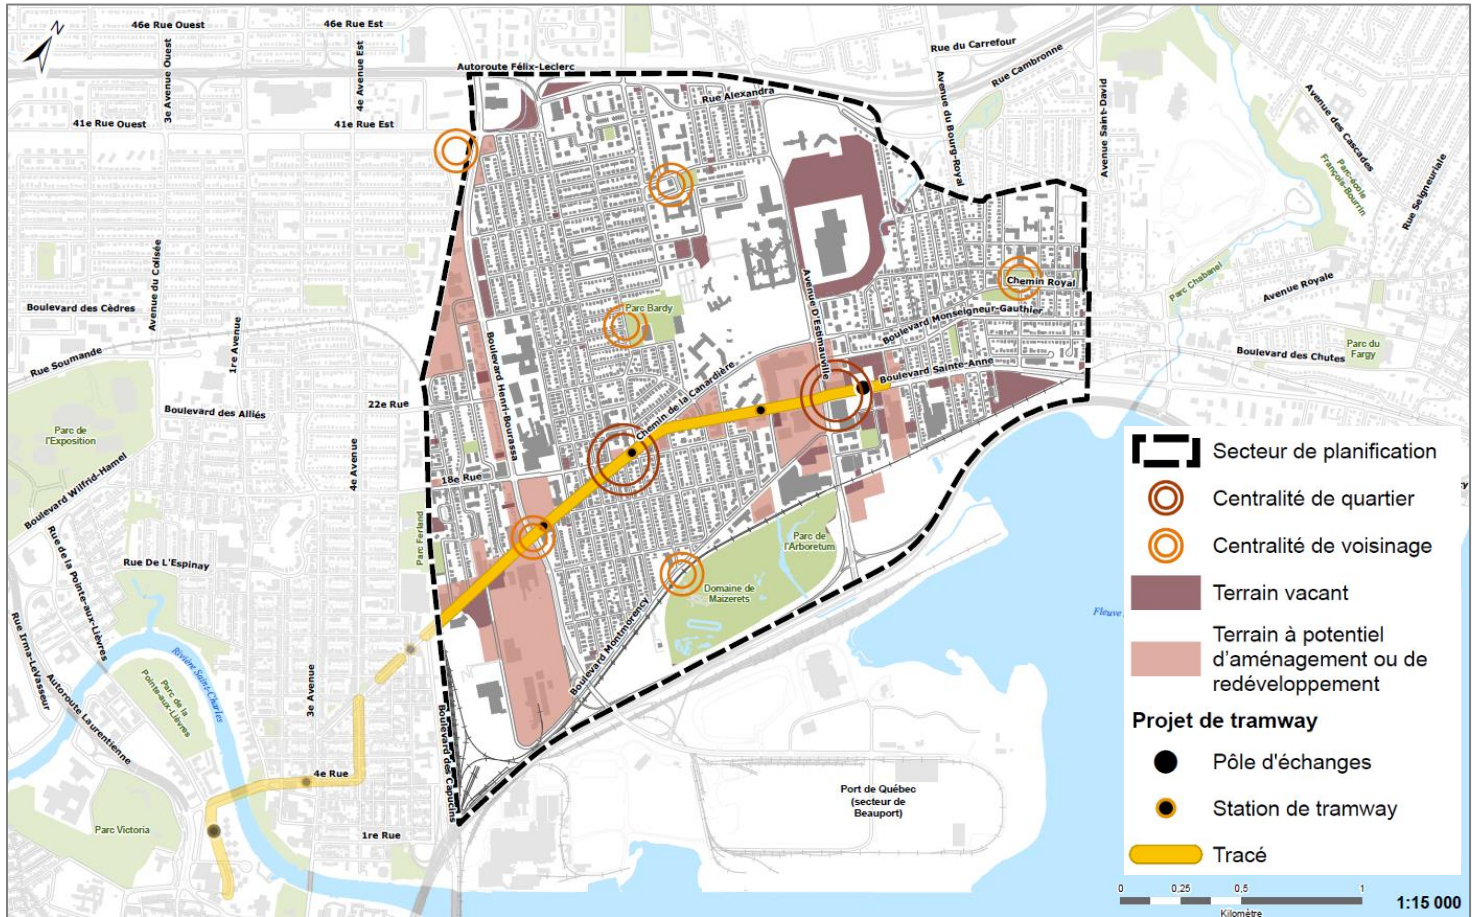 N
46e Rue Ouest
46e Rue Est
3e Avenue Ouest
4e Avenue Est
Autoroute Félix-Leclerc
Rue du Carrefour
Rue Cambronne
Rue Alexandra
Avenue du Bourg-Royal
Avenue Saint-David
Avenue des Cascades
Parc-école
François-Bourrin
Rue Seigneuriale
41e Rue Ouest
41e Rue Est
Avenue du Colisée
Boulevard des Cèdres
1re Avenue
Rue Soumande
Boulevard des Alliés
22e Rue
Boulevard Henri-Bourassa
Parc Bardy
Avenue D'Estimauville
Chemin Royal
Boulevard Monseigneur-Gauthier
Boulevard Sainte-Anne
Parc Chabanel
Avenue Royale
Boulevard des Chutes
Parc du
Fargy
Chemin de la Canardière
Parc de
l'Exposition
Boulevard Wilfrid-Hamel
4e Avenue
18e Rue
Parc Ferland
Rue de la Pointe-aux-Lièvres
Rue De L'Espinay
Rue Irma-LeVasseur
Rivière Saint-Charles
Parc de la
Pointe-aux-Lièvres
Autoroute Laurentienne
3e Avenue
4e Rue
Parc Victoria
1re Rue
Boulevard des Capucins
Boulevard Montmorency
Domaine de
Maizerets
Parc de
l'Arboretum
Fleuve
Port de Québec
(secteur de
Beauport)
Secteur de planification
Centralité de quartier
Centralité de voisinage
Terrain vacant
Terrain à potentiel
d'aménagement ou de
redéveloppement
Projet de tramway
Pôle d'échanges
Station de tramway
Tracé
0 0,25 0,5 1
Kilomètre
1:15 000